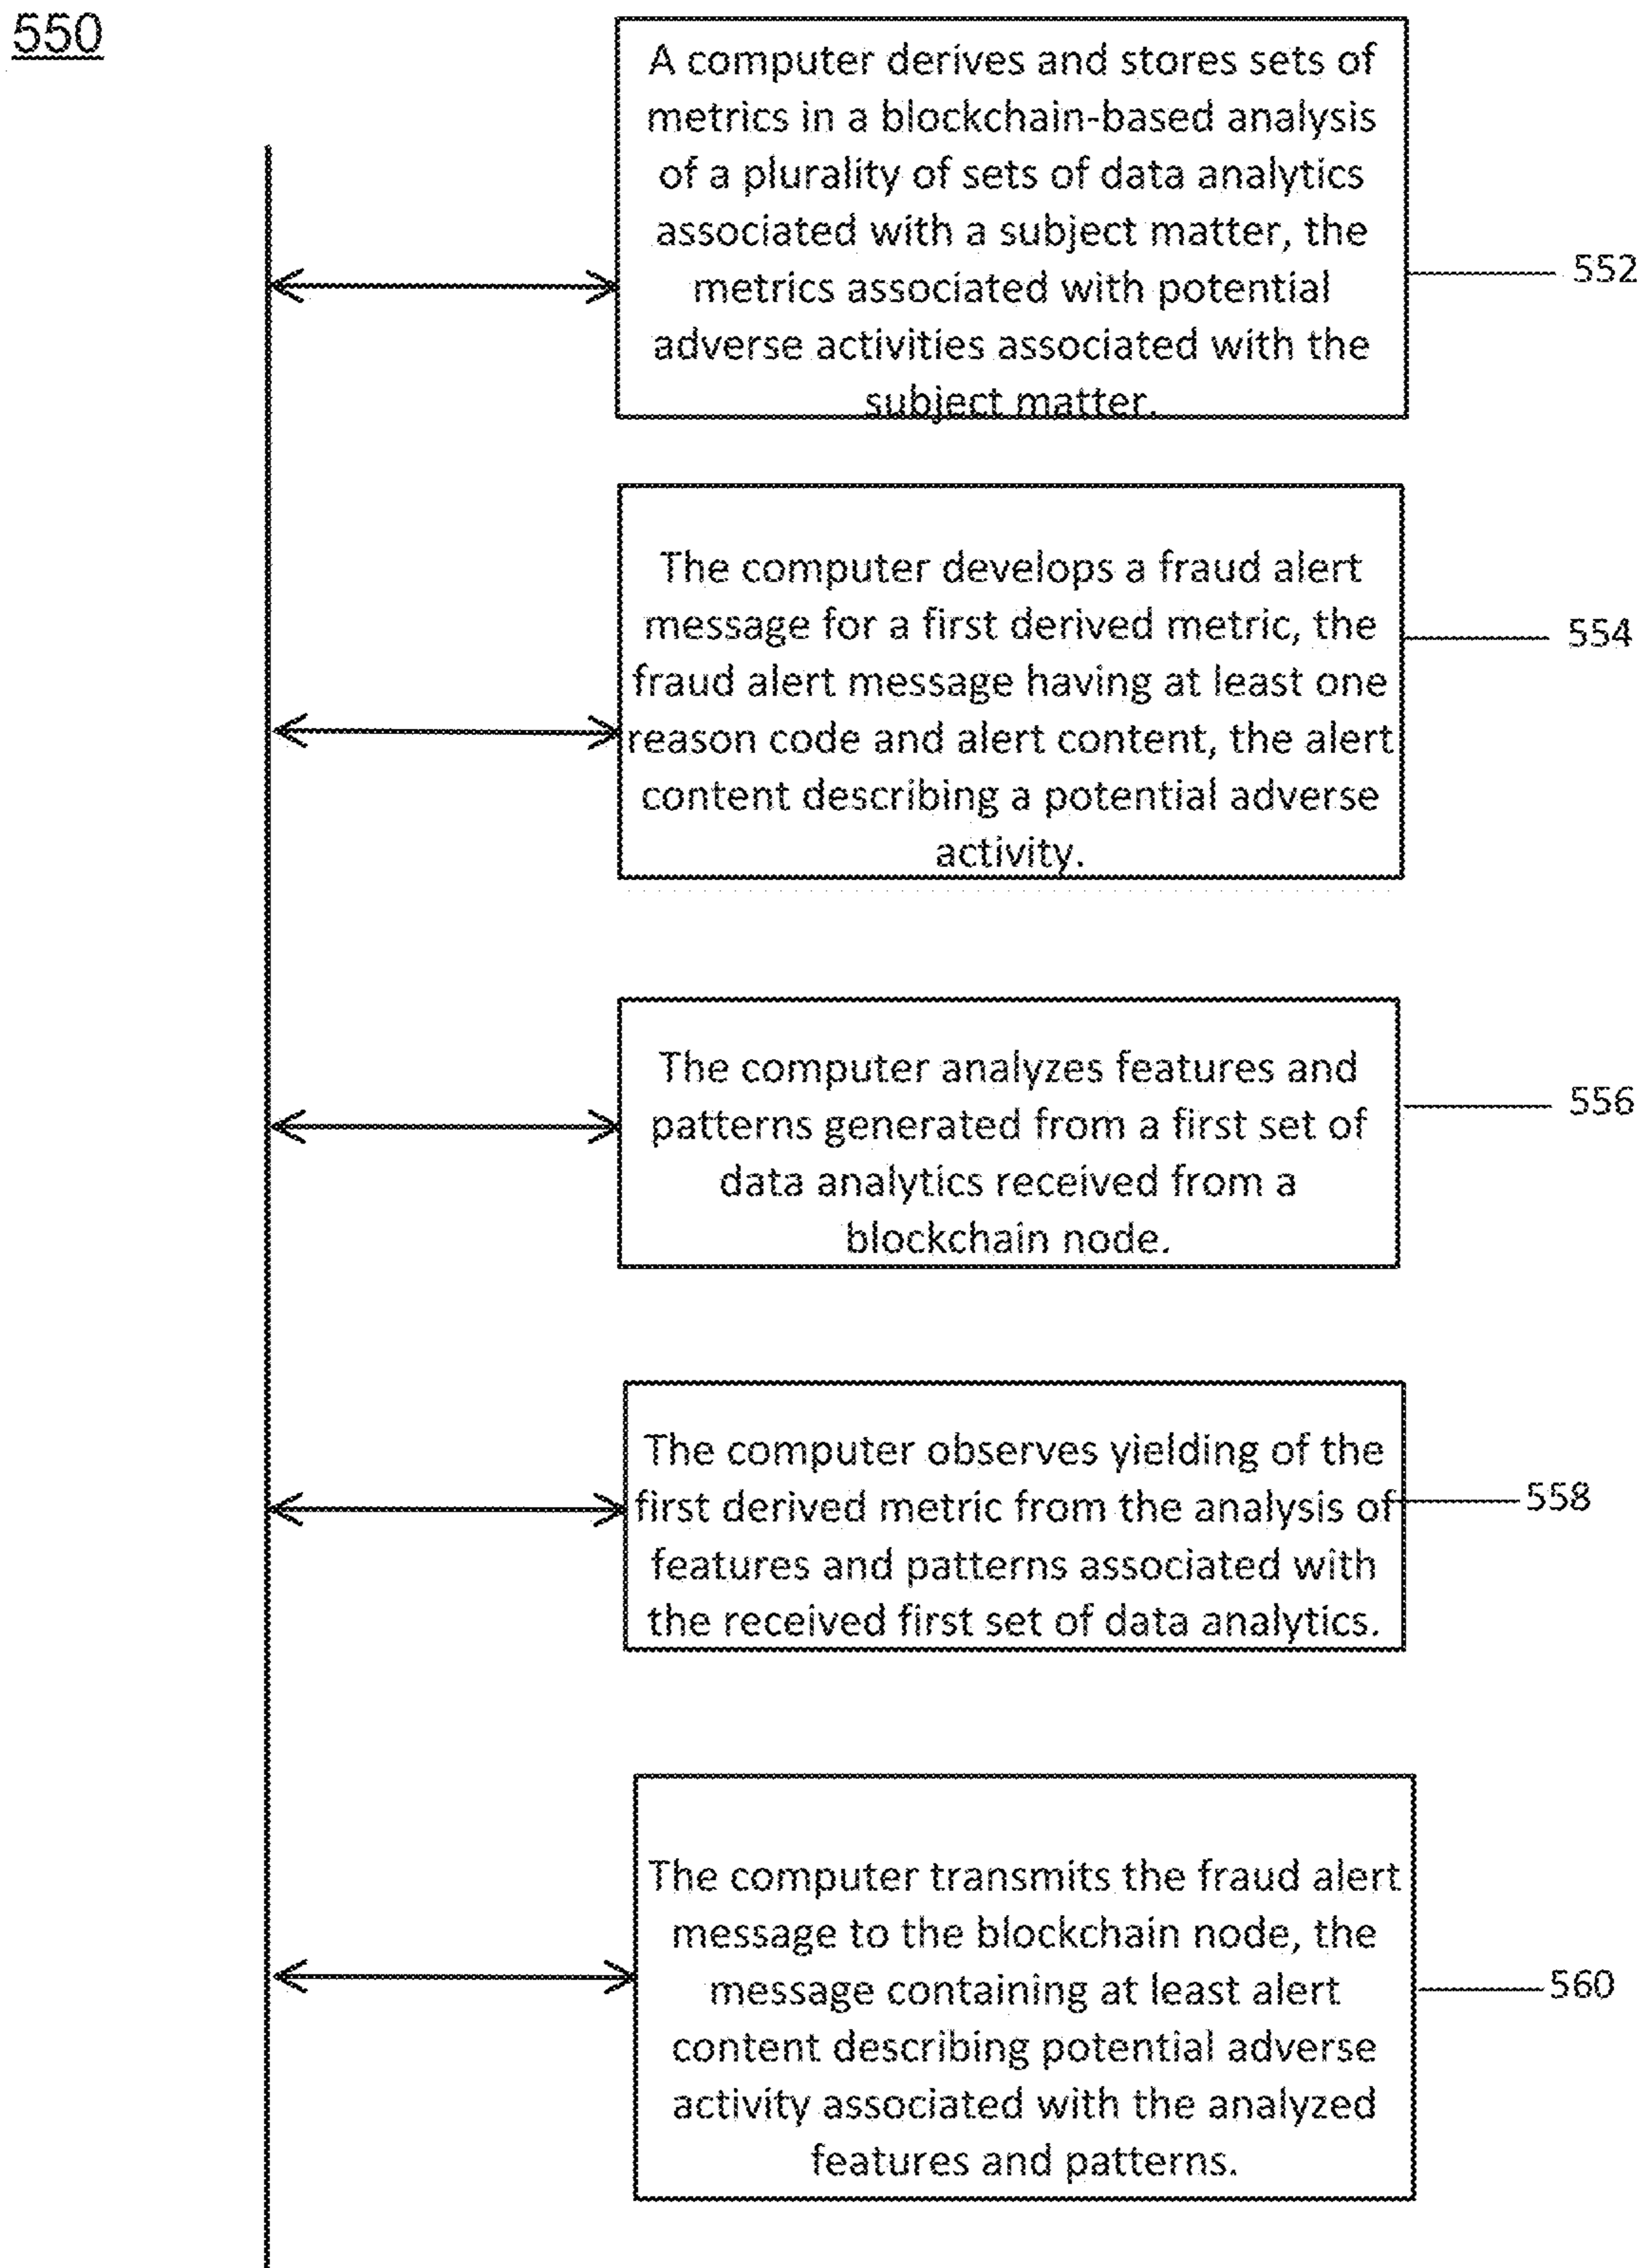 550
A computer derives and stores sets of
metrics in a blockchain-based analysis
of a plurality of sets of data analytics
associated with a subject matter, the
metrics associated with potential
adverse activities associated with the
subject matter.
552
The computer develops a fraud alert
message for a first derived metric, the
fraud alert message having at least one
reason code and alert content, the alert
content describing a potential adverse
activity.
554
The computer analyzes features and
patterns generated from a first set of
data analytics received from a
blockchain node.
556
The computer observes yielding of the
first derived metric from the analysis of
features and patterns associated with
the received first set of data analytics.
558
The computer transmits the fraud alert
message to the blockchain node, the
message containing at least alert
content describing potential adverse
activity associated with the analyzed
features and patterns.
560